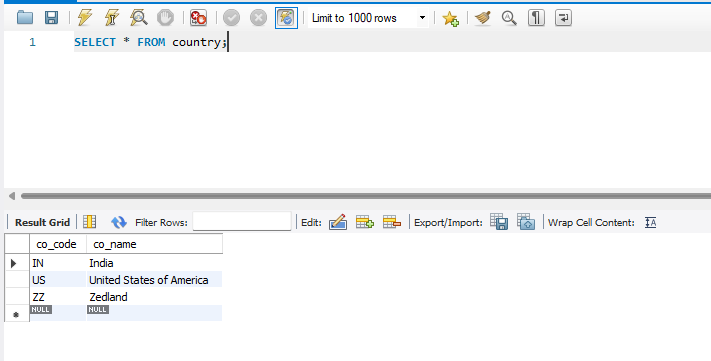 Limit to 1000 rows
1 SELECT * FROM country;
Result Grid Filter Rows: Edit: Export/Import: Wrap Cell Content:
co_code co_name
IN India
US United States of America
ZZ Zedland
NULL NULL